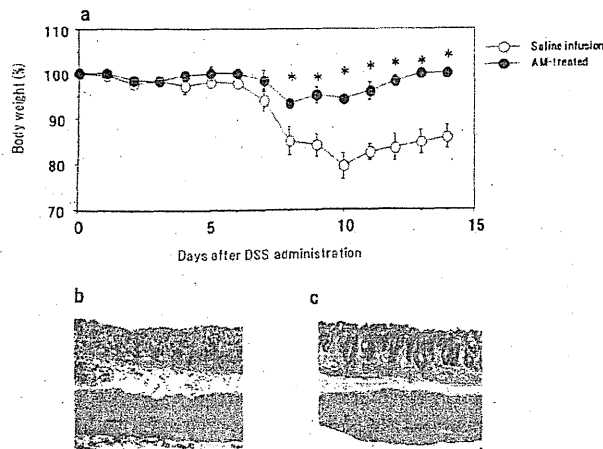 a
110
100
90
80
70
Body weight (%)
* * * * * * *
Saline infusion
AM-treated
0 5 10 15
Days after DSS administration
b c